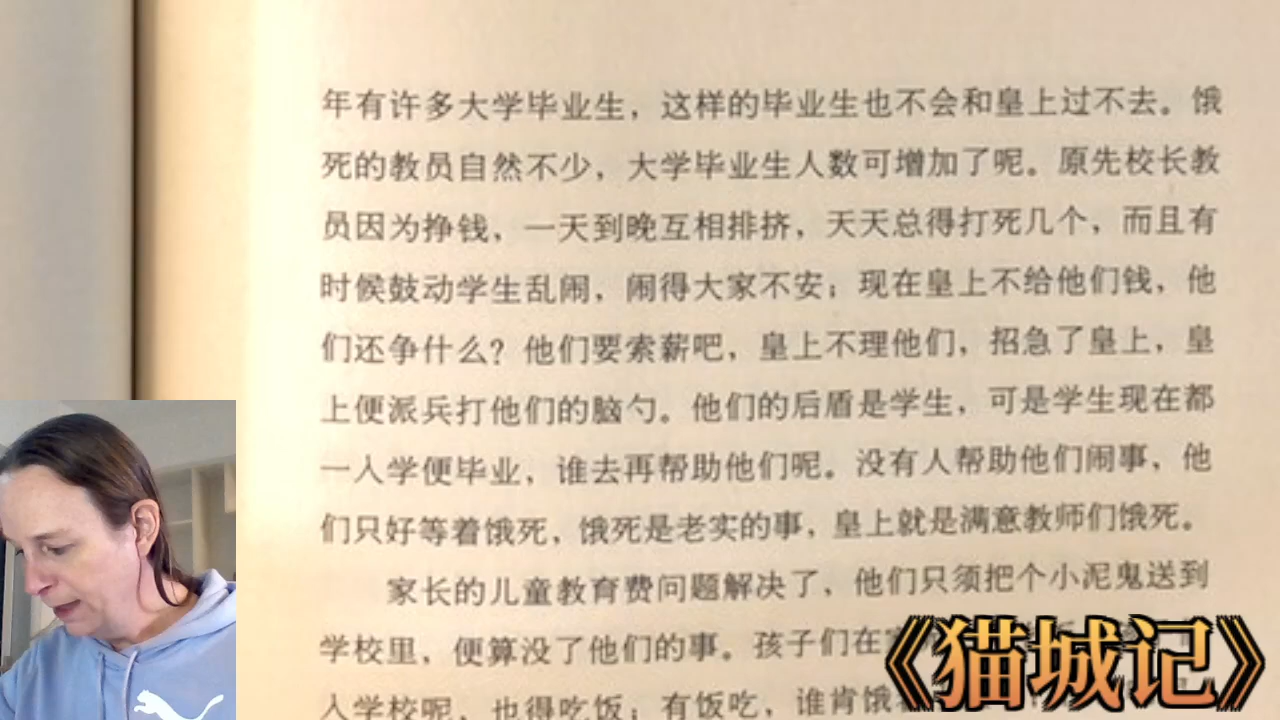 年有许多大学毕业生，这样的毕业生也不会和皇上过不去。饿
死的教员自然不少，大学毕业生人数可增加了呢。原先校长教
员因为挣钱，一天到晚互相排挤，天天总得打死几个，而且有
时候鼓动学生乱闹，闹得大家不安；现在皇上不给他们钱，他
们还争什么？他们要索薪吧，皇上不理他们，招急了皇上，皇
上便派兵打他们的脑勺。他们的后盾是学生，可是学生现在都
一入学便毕业，谁去再帮助他们呢。没有人帮助他们闹事，他
们只好等着饿死，饿死是老实的事，皇上就是满意教师们饿死。
家长的儿童教育费问题解决了，他们只须把个小泥鬼送到
学校里，便算没了他们的事。孩子们在
入学校呢，也得吃饭；有饭吃，谁肯饿
《猫城记》